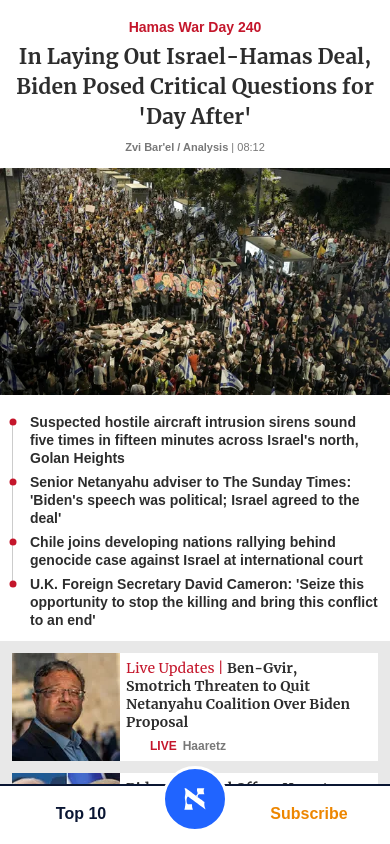 Hamas War Day 240
In Laying Out Israel-Hamas Deal,
Biden Posed Critical Questions for
'Day After'
Zvi Bar'el / Analysis | 08:12
Suspected hostile aircraft intrusion sirens sound
five times in fifteen minutes across Israel's north,
Golan Heights
Senior Netanyahu adviser to The Sunday Times:
'Biden's speech was political; Israel agreed to the
deal'
Chile joins developing nations rallying behind
genocide case against Israel at international court
U.K. Foreign Secretary David Cameron: 'Seize this
opportunity to stop the killing and bring this conflict
to an end'
Live Updates | Ben-Gvir,
Smotrich Threaten to Quit
Netanyahu Coalition Over Biden
Proposal
LIVE Haaretz
Top 10
Subscribe